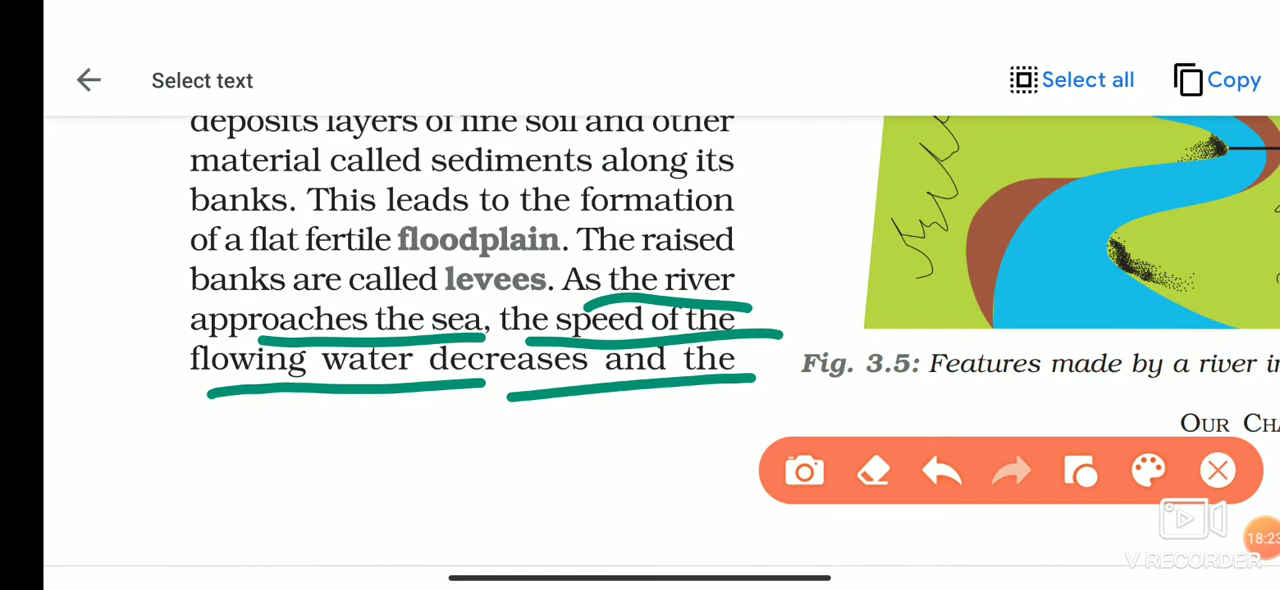 Select text
Select all
Copy
deposits layers of fine soil and other
material called sediments along its
banks. This leads to the formation
of a flat fertile floodplain. The raised
banks are called levees. As the river
approaches the sea, the speed of the
flowing water decreases and the
Fig. 3.5: Features made by a river in
OUR CHA
18:23
V RECORDER